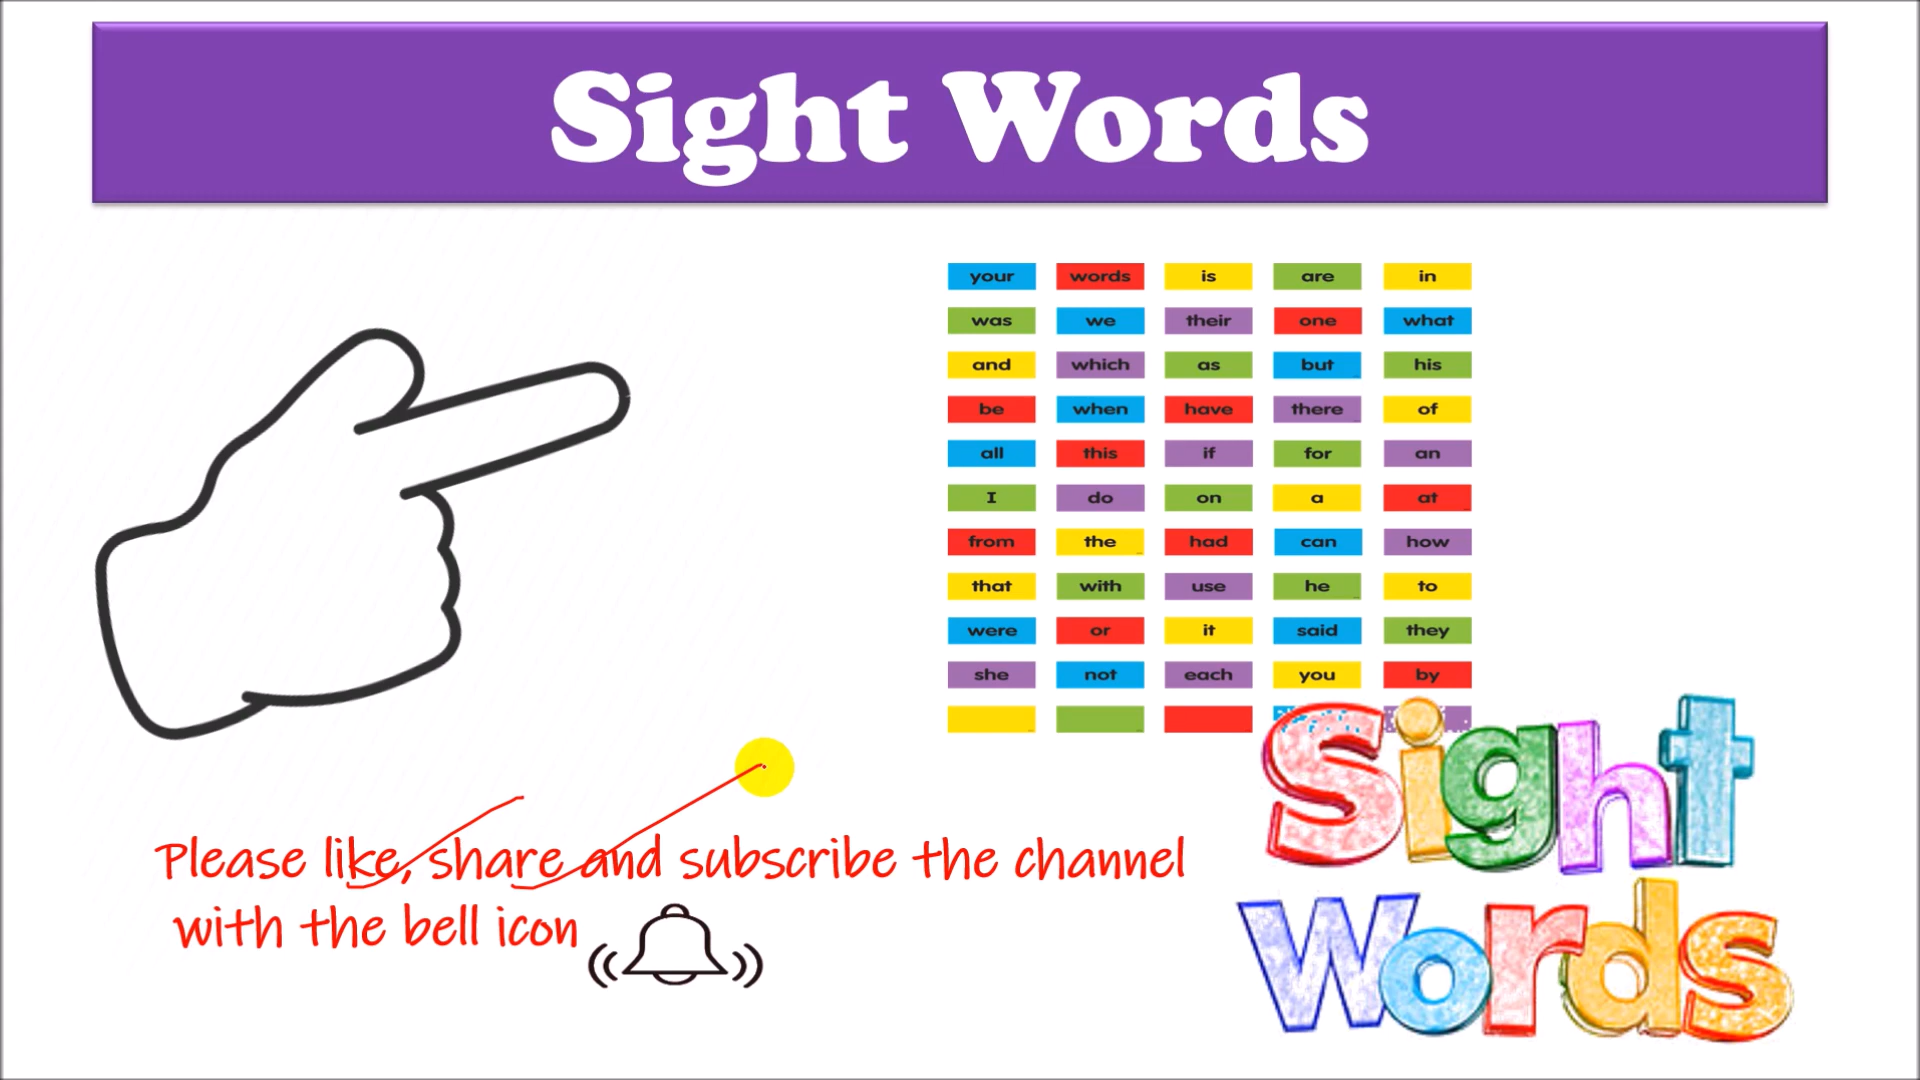 Sight Words
your words is are in
was we their one what
and which as but his
be when have there of
all this if for an
I do on a at
from the had can how
that with use he to
were or it said they
she not each you by
Please like, share and subscribe the channel
with the bell icon
Sight
Words